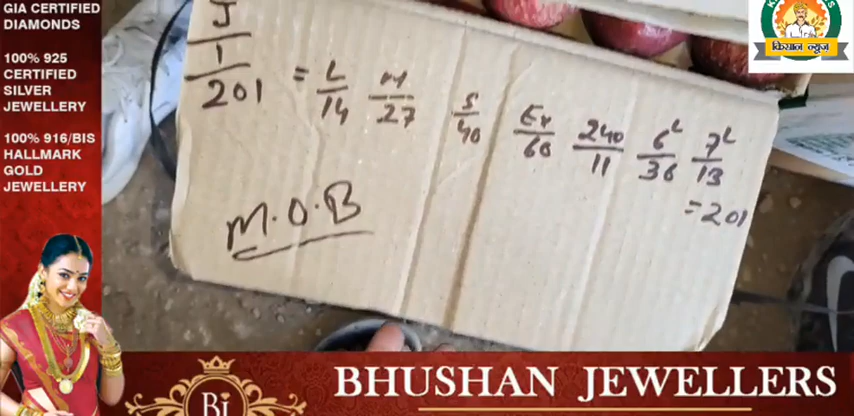 GIA CERTIFIED
DIAMONDS
100% 925
CERTIFIED
SILVER
JEWELLERY
100% 916/BIS
HALLMARK
GOLD
JEWELLERY
J
1
201
= L M S Ex 240 6L 7L
14 27 40 60 11 36 13
= 201
M.O.B
किसान न्यूज़
BJ
BHUSHAN JEWELLERS